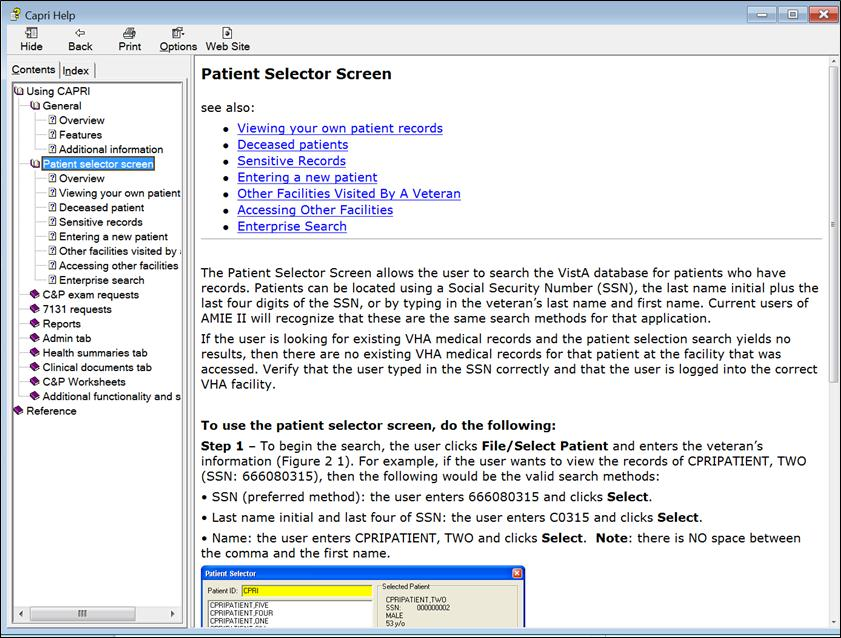 Capri Help
Hide Back Print Options Web Site
Contents Index
Using CAPRI
General
Overview
Features
Additional information
Patient selector screen
Overview
Viewing your own patient
Deceased patient
Sensitive records
Entering a new patient
Other facilities visited by
Accessing other facilities
Enterprise search
C&P exam requests
7131 requests
Reports
Admin tab
Health summaries tab
Clinical documents tab
C&P Worksheets
Additional functionality and s
Reference
Patient Selector Screen
see also:
• Viewing your own patient records
• Deceased patients
• Sensitive Records
• Entering a new patient
• Other Facilities Visited By A Veteran
• Accessing Other Facilities
• Enterprise Search
The Patient Selector Screen allows the user to search the VistA database for patients who have
records. Patients can be located using a Social Security Number (SSN), the last name initial plus the
last four digits of the SSN, or by typing in the veteran’s last name and first name. Current users of
AMIE II will recognize that these are the same search methods for that application.
If the user is looking for existing VHA medical records and the patient selection search yields no
results, then there are no existing VHA medical records for that patient at the facility that was
accessed. Verify that the user typed in the SSN correctly and that the user is logged into the correct
VHA facility.
To use the patient selector screen, do the following:
Step 1 – To begin the search, the user clicks File/Select Patient and enters the veteran’s
information (Figure 2 1). For example, if the user wants to view the records of CPRIPATIENT, TWO
(SSN: 666080315), then the following would be the valid search methods:
• SSN (preferred method): the user enters 666080315 and clicks Select.
• Last name initial and last four of SSN: the user enters C0315 and clicks Select.
• Name: the user enters CPRIPATIENT, TWO and clicks Select. Note: there is NO space between
the comma and the first name.
Patient Selector
Patient ID: CPRI
CPRIPATIENT,FIVE
CPRIPATIENT,FOUR
CPRIPATIENT,ONE
Selected Patient
CPRIPATIENT,TWO
SSN: 000000002
MALE
53 y/o